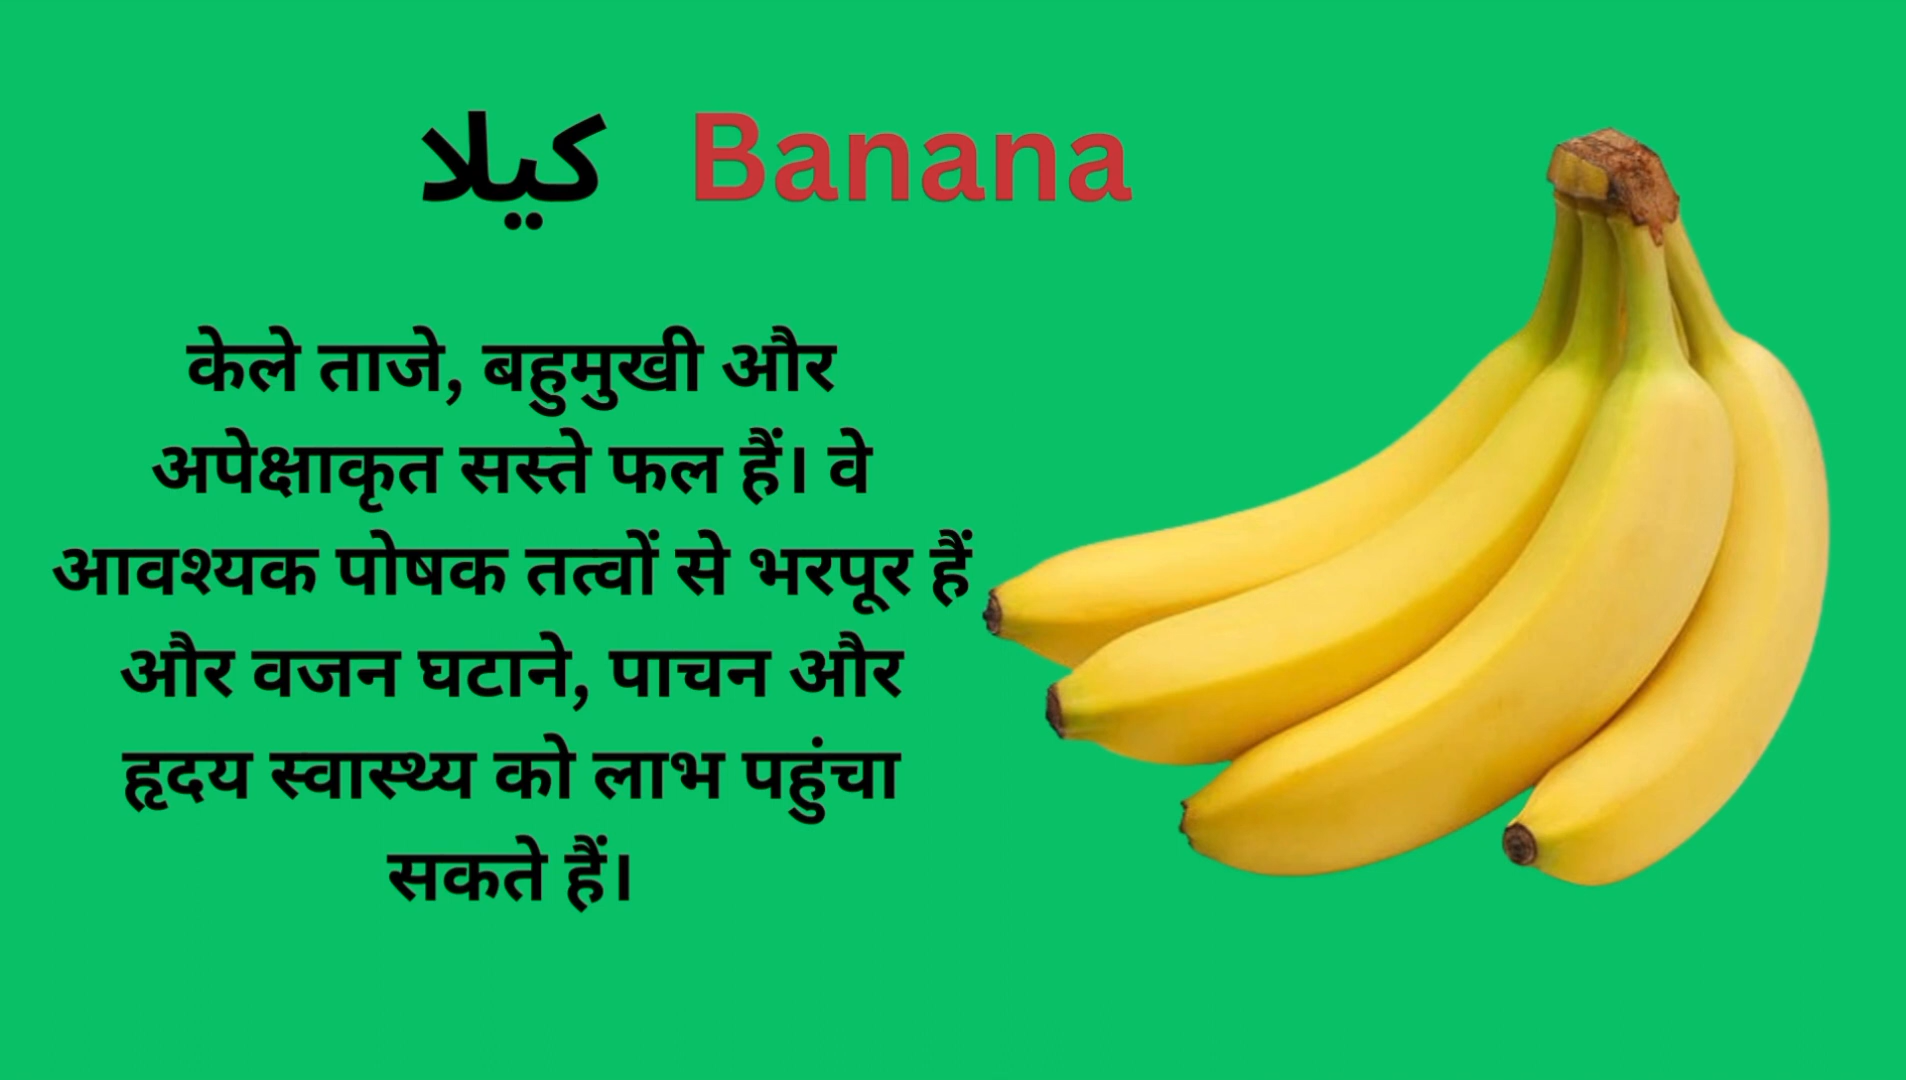 کیلا Banana
केले ताजे, बहुमुखी और
अपेक्षाकृत सस्ते फल हैं। वे
आवश्यक पोषक तत्वों से भरपूर हैं
और वजन घटाने, पाचन और
हृदय स्वास्थ्य को लाभ पहुंचा
सकते हैं।